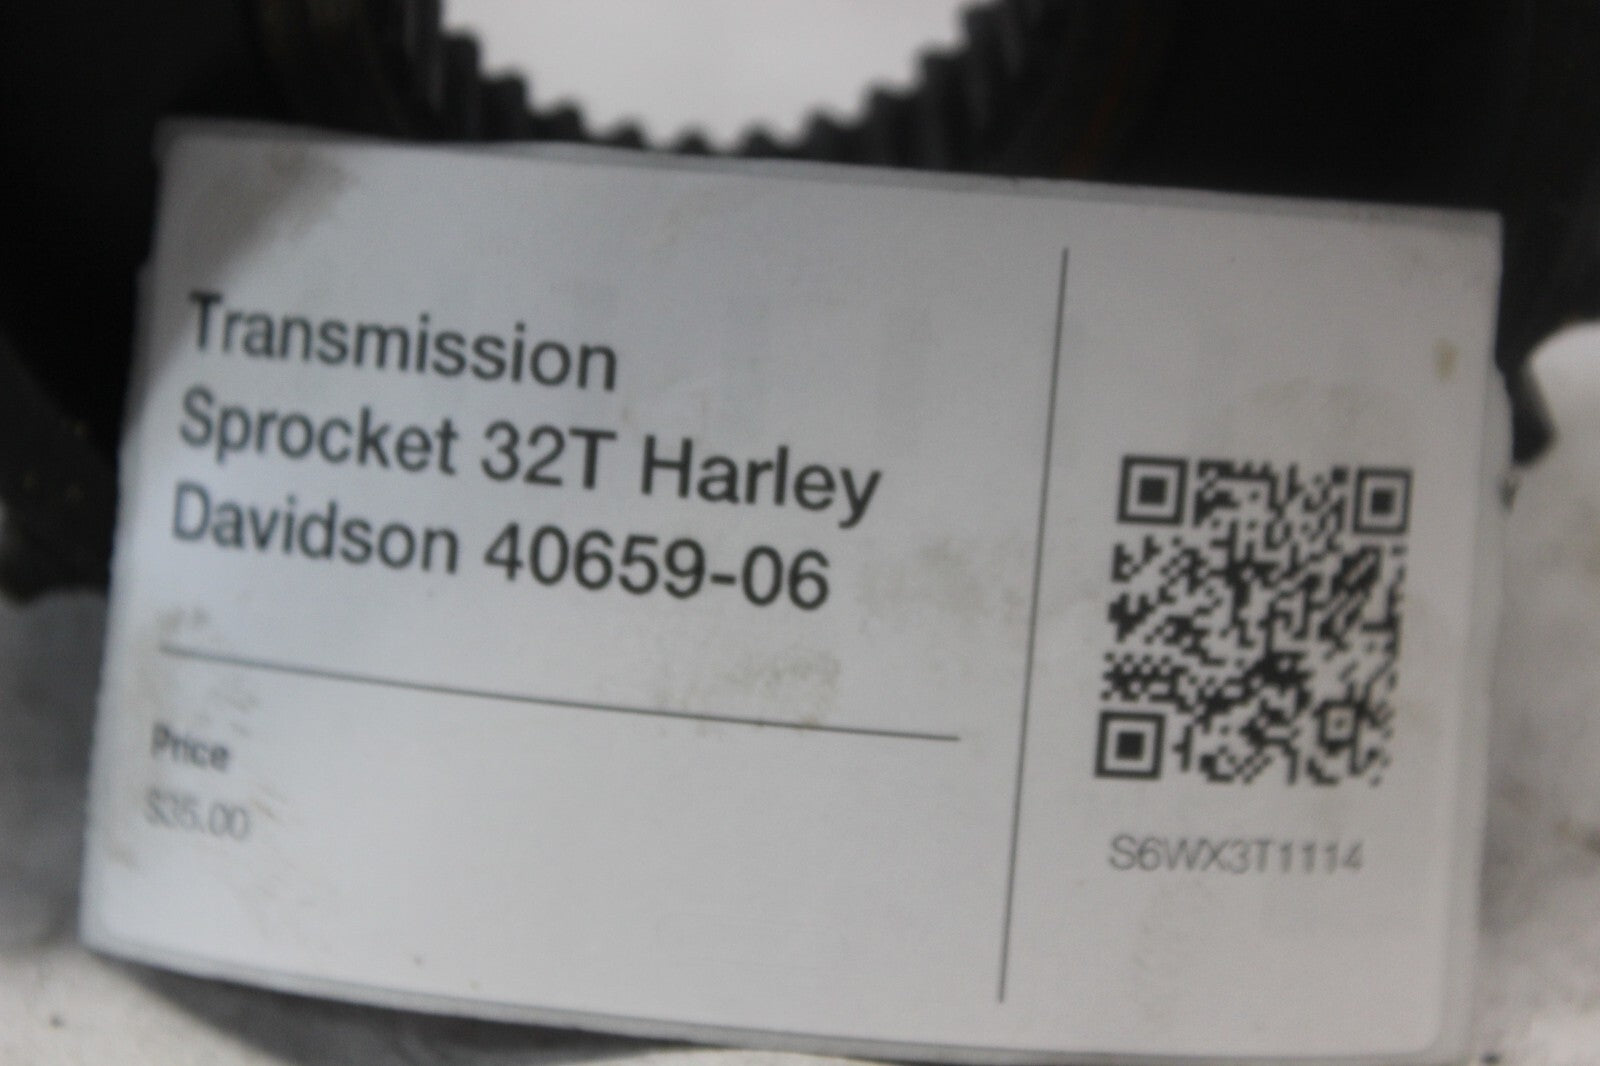 Transmission
Sprocket 32T Harley
Davidson 40659-06
Price
$35.00
S6WX3T1114